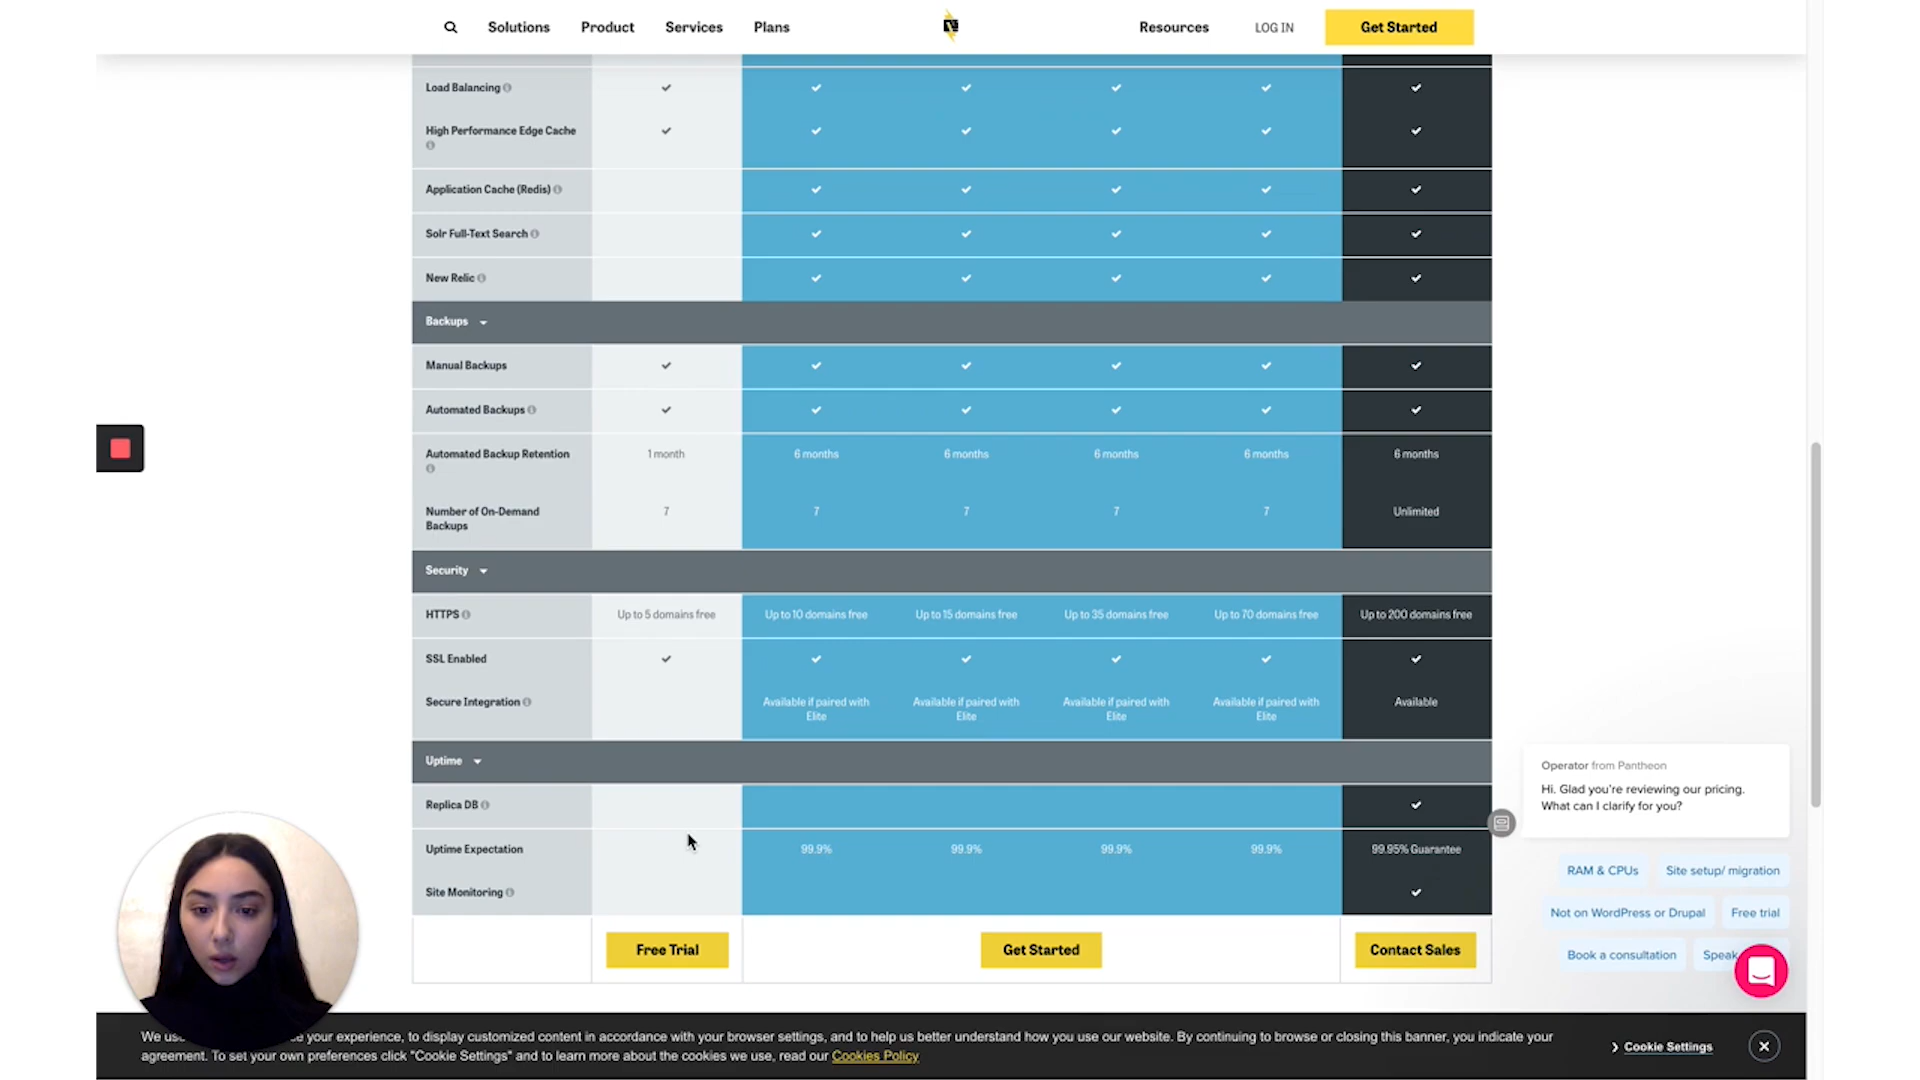 Solutions Product Services Plans Resources LOG IN Get Started
Load Balancing
High Performance Edge Cache
Application Cache (Redis)
Solr Full-Text Search
New Relic
Backups
Manual Backups
Automated Backups
Automated Backup Retention 1 month 6 months 6 months 6 months 6 months 6 months
Number of On-Demand 7 7 7 7 7 Unlimited
Backups
Security
HTTPS Up to 5 domains free Up to 10 domains free Up to 15 domains free Up to 35 domains free Up to 70 domains free Up to 200 domains free
SSL Enabled
Secure Integration Available if paired with Available if paired with Available if paired with Available if paired with Available
Elite Elite Elite Elite
Uptime
Replica DB
Uptime Expectation 99.9% 99.9% 99.9% 99.9% 99.95% Guarantee
Site Monitoring
Free Trial Get Started Contact Sales
Operator from Pantheon
Hi. Glad you're reviewing our pricing.
What can I clarify for you?
RAM & CPUs Site setup/ migration
Not on WordPress or Drupal Free trial
Book a consultation Speak
We use your experience, to display customized content in accordance with your browser settings, and to help us better understand how you use our website. By continuing to browse or closing this banner, you indicate your
agreement. To set your own preferences click "Cookie Settings" and to learn more about the cookies we use, read our Cookies Policy
Cookie Settings